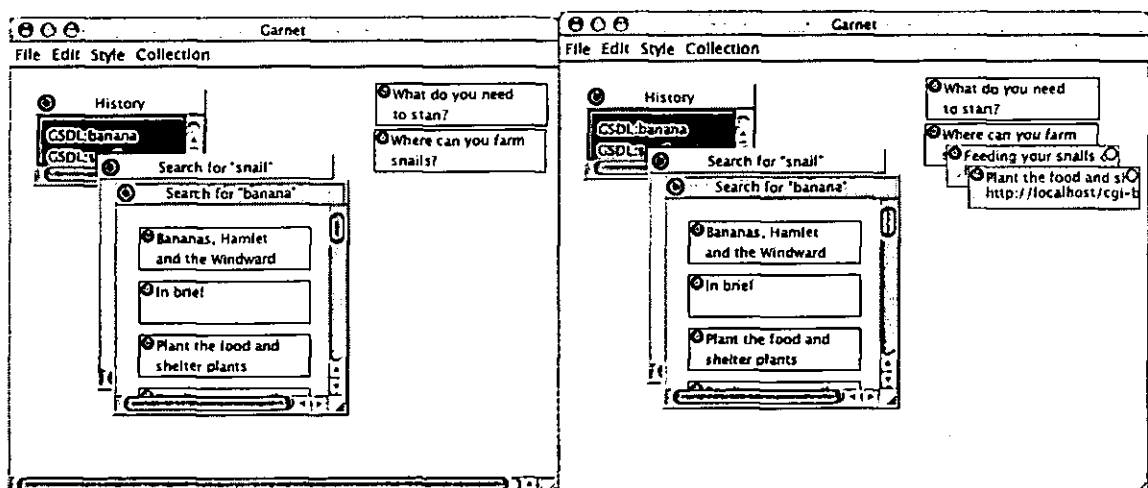 Garnet
File Edit Style Collection
History
GSDL:banana
GSDL:s
Search for "snail"
Search for "banana"
Bananas, Hamlet
and the Windward
In brief
Plant the food and
shelter plants
What do you need
to start?
Where can you farm
snails?
Garnet
File Edit Style Collection
History
GSDL:banana
GSDL:
Search for "snail"
Search for "banana"
Bananas, Hamlet
and the Windward
In brief
Plant the food and
shelter plants
What do you need
to start?
Where can you farm
Feeding your snails
Plant the food and s
http://localhost/cgi-b